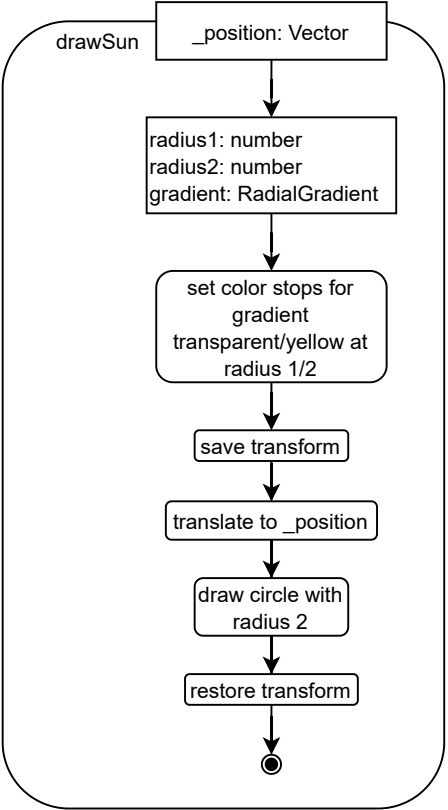 drawSun
_position: Vector
radius1: number
radius2: number
gradient: RadialGradient
set color stops for
gradient
transparent/yellow at
radius 1/2
save transform
translate to _position
draw circle with
radius 2
restore transform